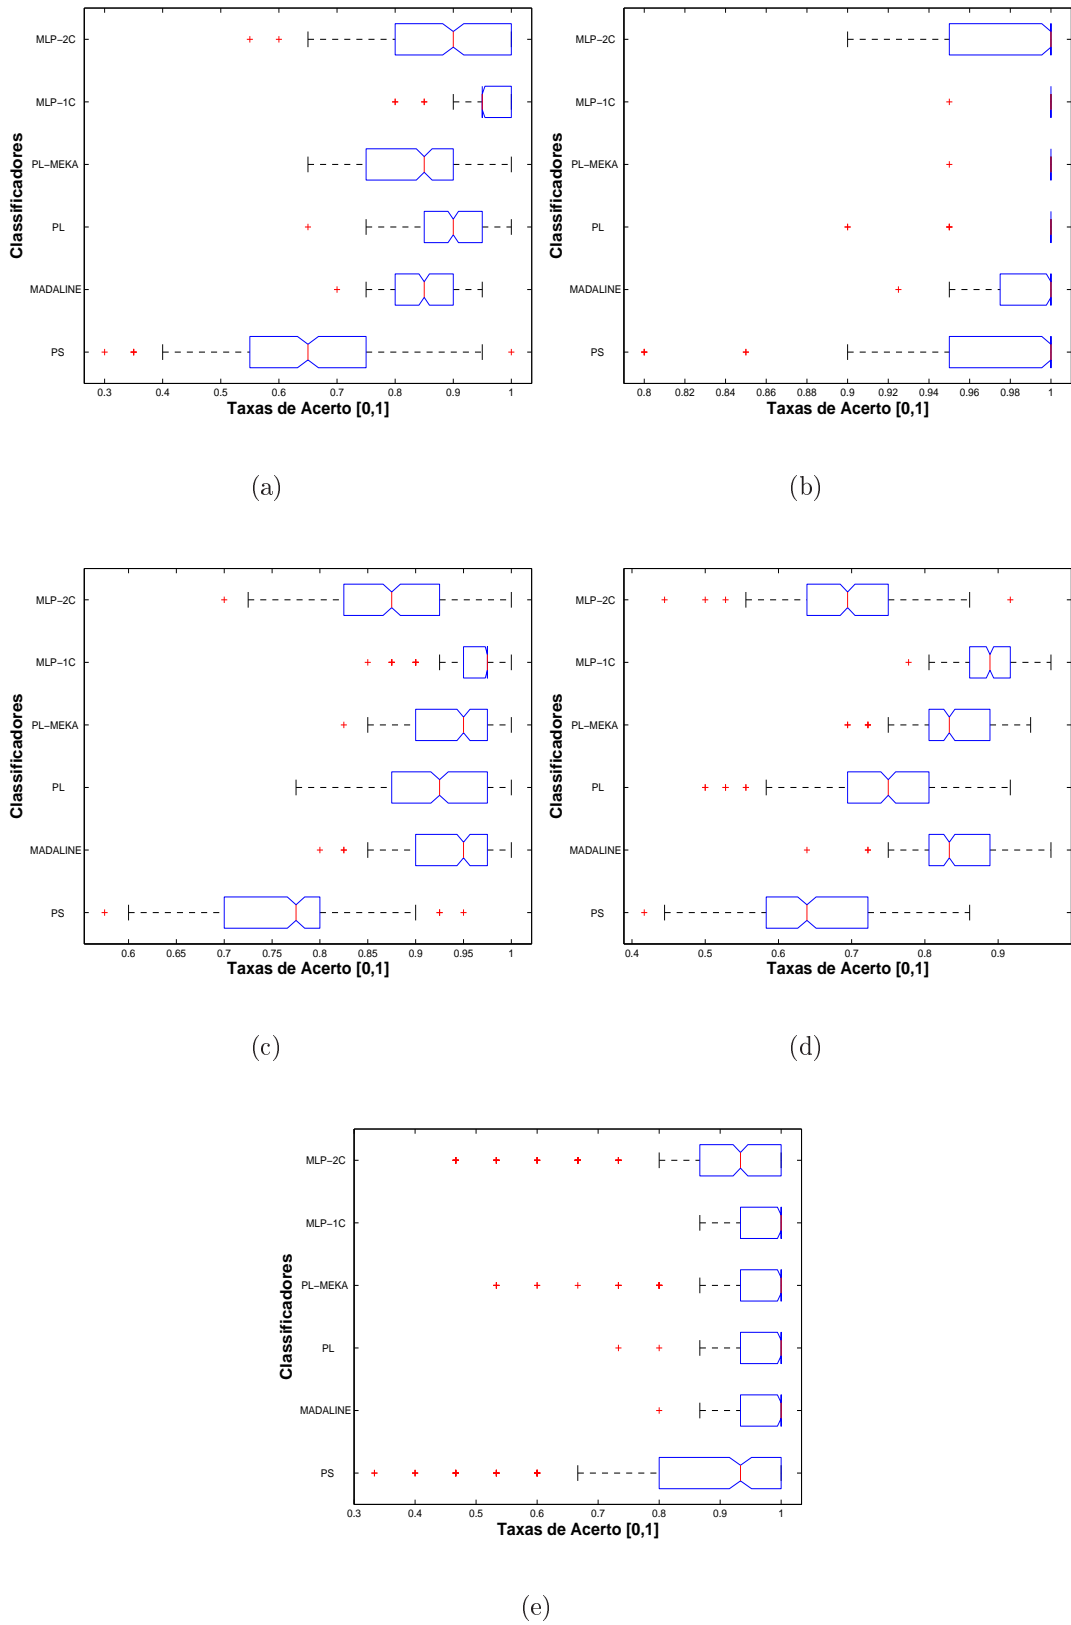 MLP−2C
MLP−1C
PL−MEKA
PL
MADALINE
PS
Classificadores
0.3 0.4 0.5 0.6 0.7 0.8 0.9 1
Taxas de Acerto [0,1]
(a)
MLP−2C
MLP−1C
PL−MEKA
PL
MADALINE
PS
Classificadores
0.8 0.82 0.84 0.86 0.88 0.9 0.92 0.94 0.96 0.98 1
Taxas de Acerto [0,1]
(b)
MLP−2C
MLP−1C
PL−MEKA
PL
MADALINE
PS
Classificadores
0.6 0.65 0.7 0.75 0.8 0.85 0.9 0.95 1
Taxas de Acerto [0,1]
(c)
MLP−2C
MLP−1C
PL−MEKA
PL
MADALINE
PS
Classificadores
0.4 0.5 0.6 0.7 0.8 0.9
Taxas de Acerto [0,1]
(d)
MLP−2C
MLP−1C
PL−MEKA
PL
MADALINE
PS
Classificadores
0.3 0.4 0.5 0.6 0.7 0.8 0.9 1
Taxas de Acerto [0,1]
(e)